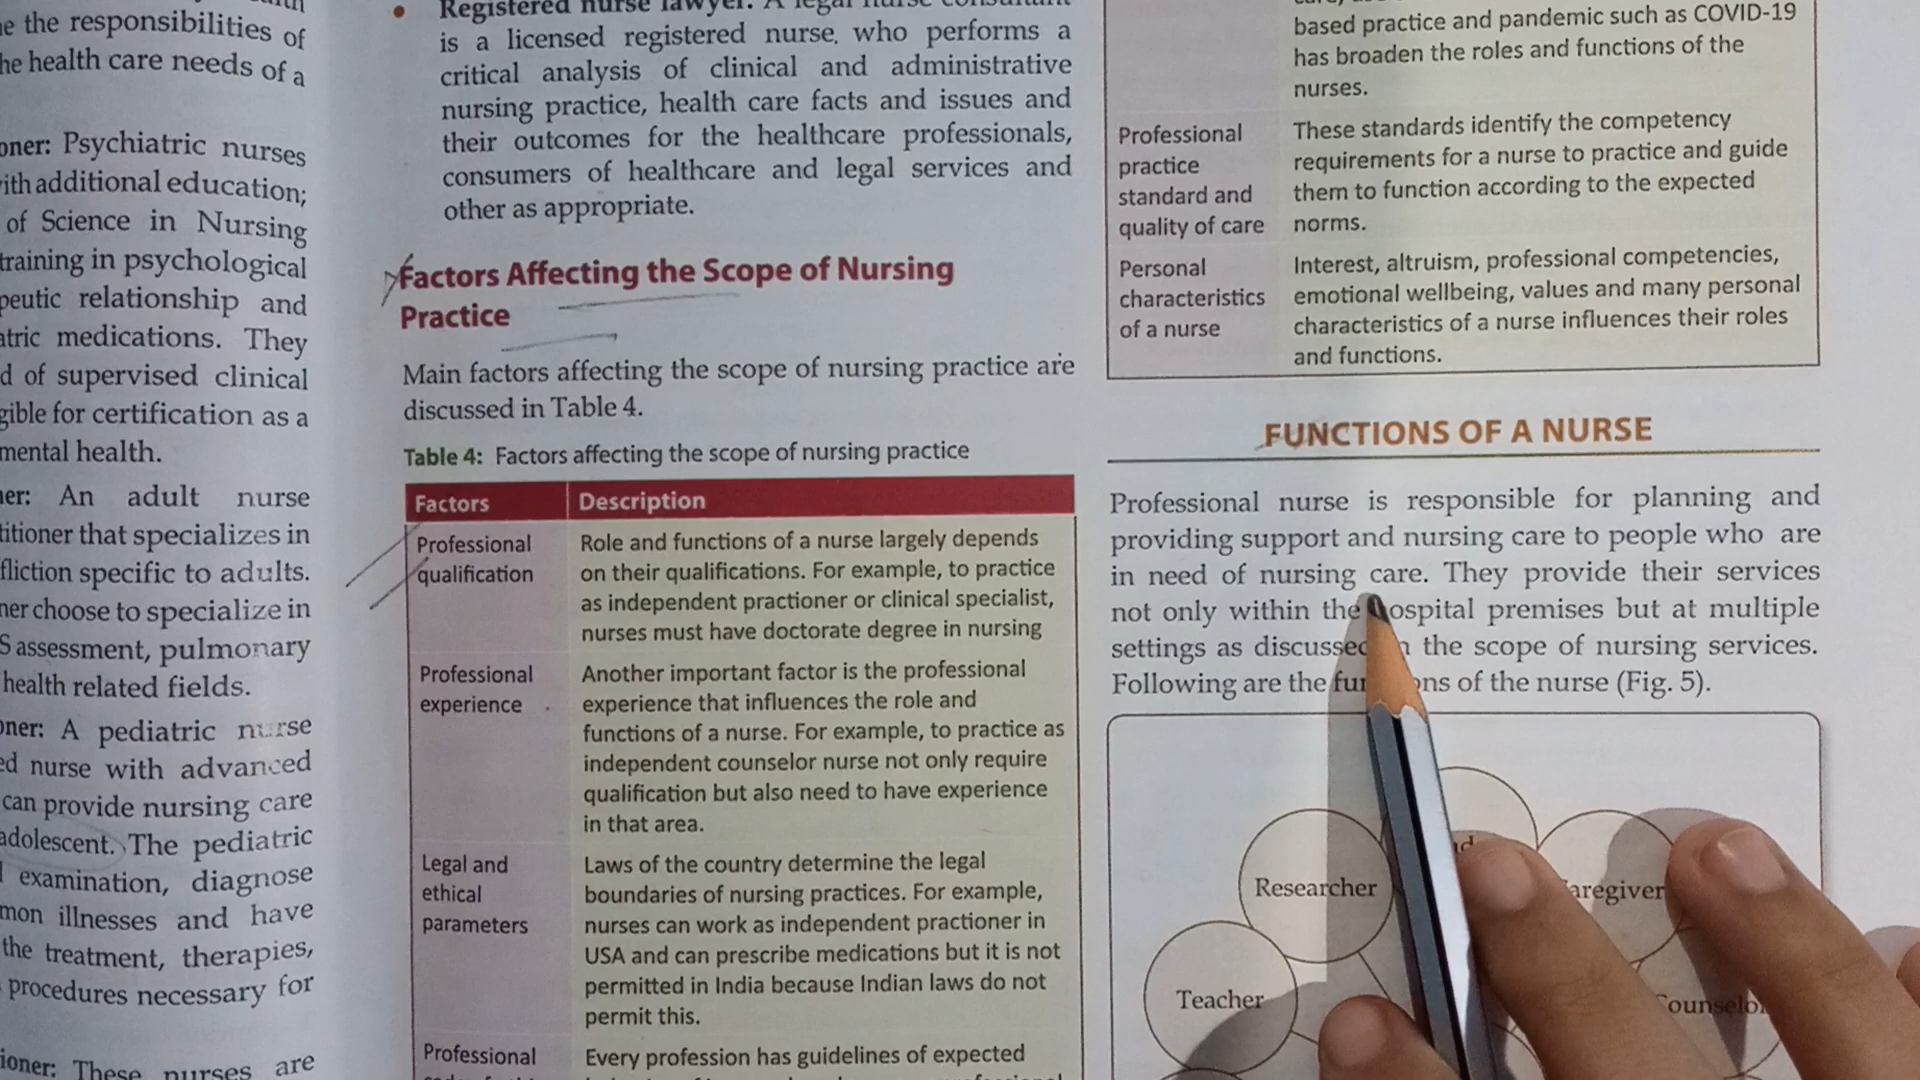 the responsibilities of
health care needs of a
Psychiatric nurses
with additional education;
of Science in Nursing
training in psychological
relationship and
medications. They
of supervised clinical
for certification as a
mental health.
An adult nurse
that specializes in
specific to adults.
choose to specialize in
assessment, pulmonary
health related fields.
A pediatric nurse
nurse with advanced
can provide nursing care
adolescent. The pediatric
examination, diagnose
illnesses and have
the treatment, therapies,
procedures necessary for
These nurses are
• Registered nurse lawyer: A legal nurse consultant
is a licensed registered nurse, who performs a
critical analysis of clinical and administrative
nursing practice, health care facts and issues and
their outcomes for the healthcare professionals,
consumers of healthcare and legal services and
other as appropriate.
Factors Affecting the Scope of Nursing
Practice
Main factors affecting the scope of nursing practice are
discussed in Table 4.
Table 4: Factors affecting the scope of nursing practice
Factors Description
Professional Role and functions of a nurse largely depends
qualification on their qualifications. For example, to practice
as independent practioner or clinical specialist,
nurses must have doctorate degree in nursing
Professional Another important factor is the professional
experience experience that influences the role and
functions of a nurse. For example, to practice as
independent counselor nurse not only require
qualification but also need to have experience
in that area.
Legal and Laws of the country determine the legal
ethical boundaries of nursing practices. For example,
parameters nurses can work as independent practioner in
USA and can prescribe medications but it is not
permitted in India because Indian laws do not
permit this.
Professional Every profession has guidelines of expected
based practice and pandemic such as COVID-19
has broaden the roles and functions of the
nurses.
Professional These standards identify the competency
practice requirements for a nurse to practice and guide
standard and them to function according to the expected
quality of care norms.
Personal Interest, altruism, professional competencies,
characteristics emotional wellbeing, values and many personal
of a nurse characteristics of a nurse influences their roles
and functions.
FUNCTIONS OF A NURSE
Professional nurse is responsible for planning and
providing support and nursing care to people who are
in need of nursing care. They provide their services
not only within the hospital premises but at multiple
settings as discussed the scope of nursing services.
Following are the of the nurse (Fig. 5).
Researcher
Caregiver
Teacher
Counselor